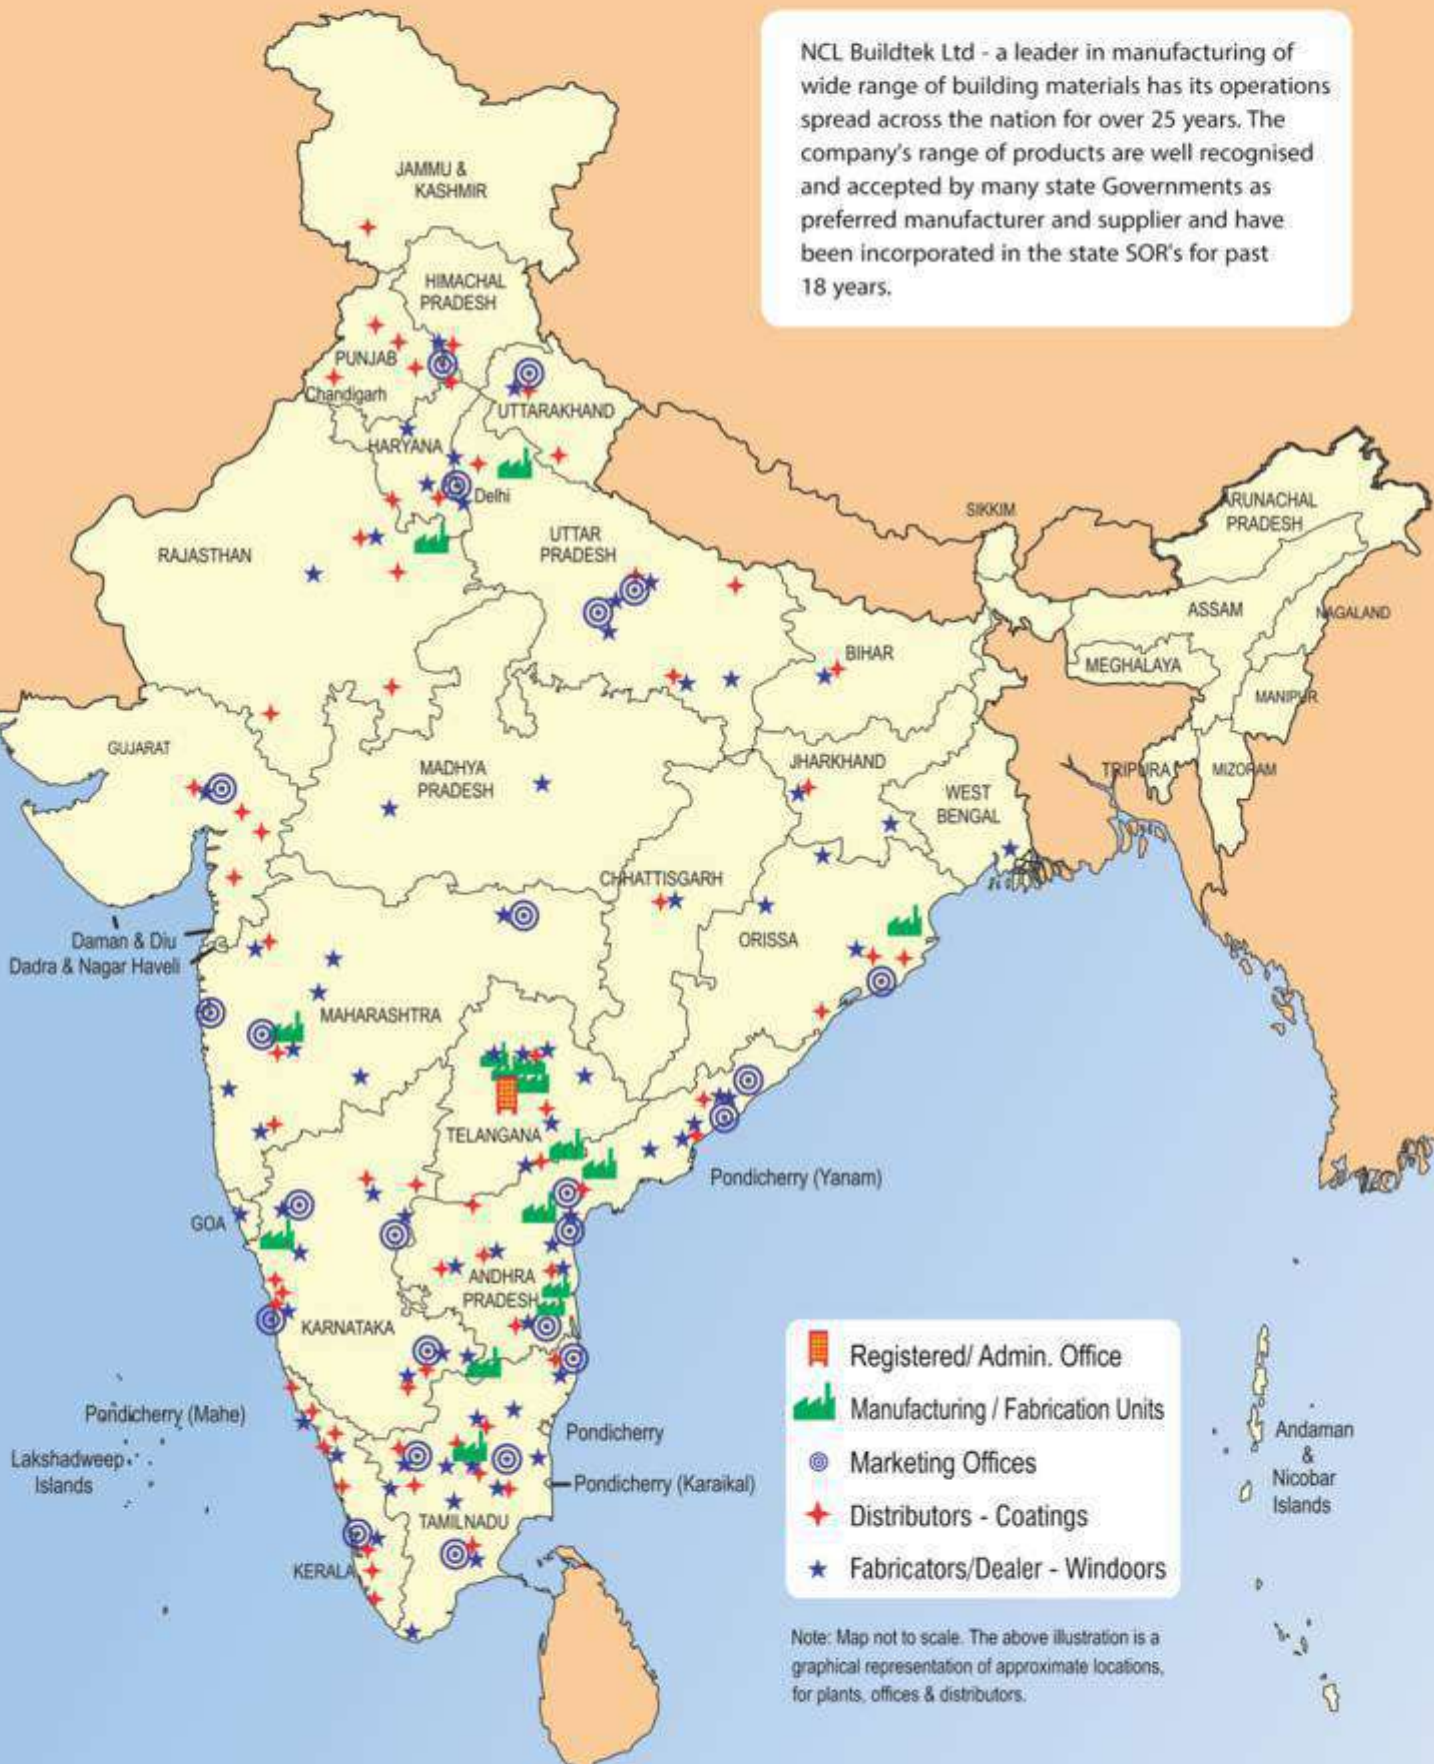 NCL Buildtek Ltd - a leader in manufacturing of
wide range of building materials has its operations
spread across the nation for over 25 years. The
company's range of products are well recognised
and accepted by many state Governments as
preferred manufacturer and supplier and have
been incorporated in the state SOR's for past
18 years.
JAMMU &
KASHMIR
HIMACHAL
PRADESH
PUNJAB
Chandigarh
UTTARAKHAND
HARYANA
Delhi
SIKKIM
ARUNACHAL
PRADESH
RAJASTHAN
UTTAR
PRADESH
ASSAM
NAGALAND
BIHAR
MEGHALAYA
MANIPUR
GUJARAT
MADHYA
PRADESH
JHARKHAND
TRIPURA
MIZORAM
WEST
BENGAL
CHHATTISGARH
Daman & Diu
Dadra & Nagar Haveli
ORISSA
MAHARASHTRA
TELANGANA
Pondicherry (Yanam)
GOA
ANDHRA
PRADESH
KARNATAKA
Registered/ Admin. Office
Manufacturing / Fabrication Units
Marketing Offices
Distributors - Coatings
Fabricators/Dealer - Windoors
Pondicherry (Mahe)
Lakshadweep
Islands
Pondicherry
Pondicherry (Karaikal)
Andaman
&
Nicobar
Islands
TAMILNADU
KERALA
Note: Map not to scale. The above illustration is a
graphical representation of approximate locations,
for plants, offices & distributors.